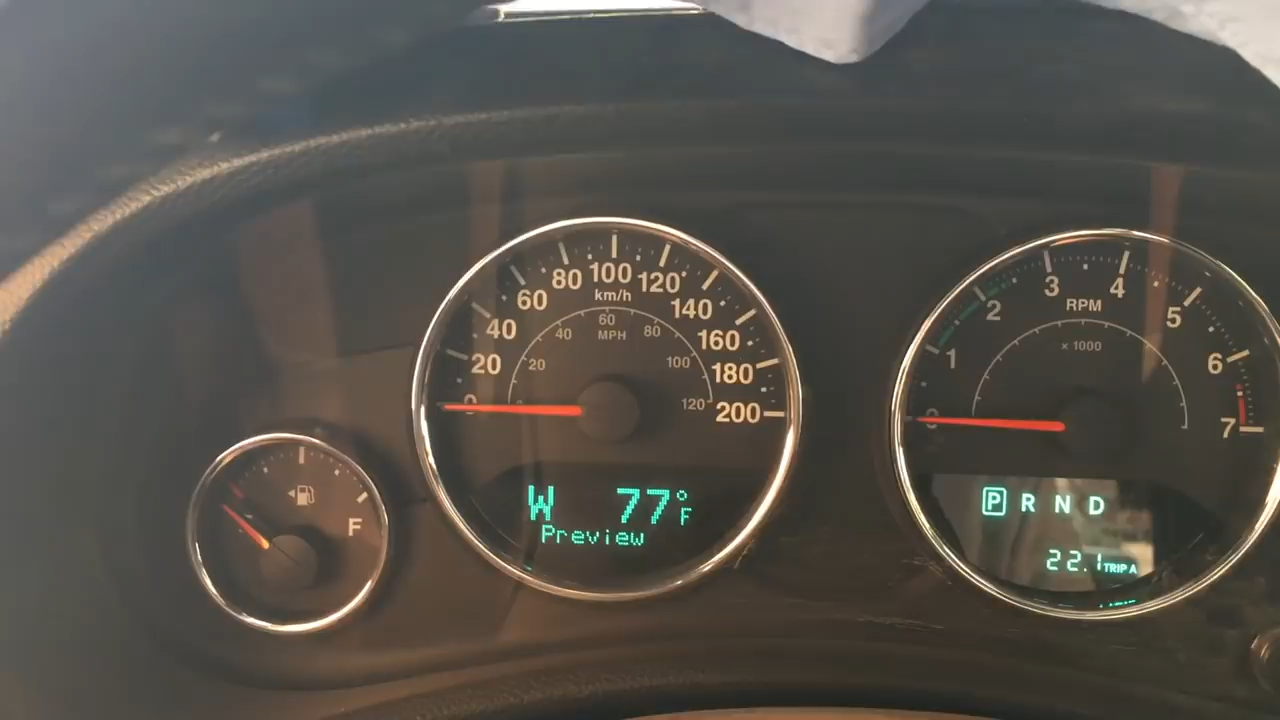 F
0 20 40 60 80 100 120 140 160 180 200
km/h
20 40 60 80 100 120
MPH
W 77°F
Preview
0 1 2 3 4 5 6 7
RPM
x 1000
P R N D
22.1 TRIP A